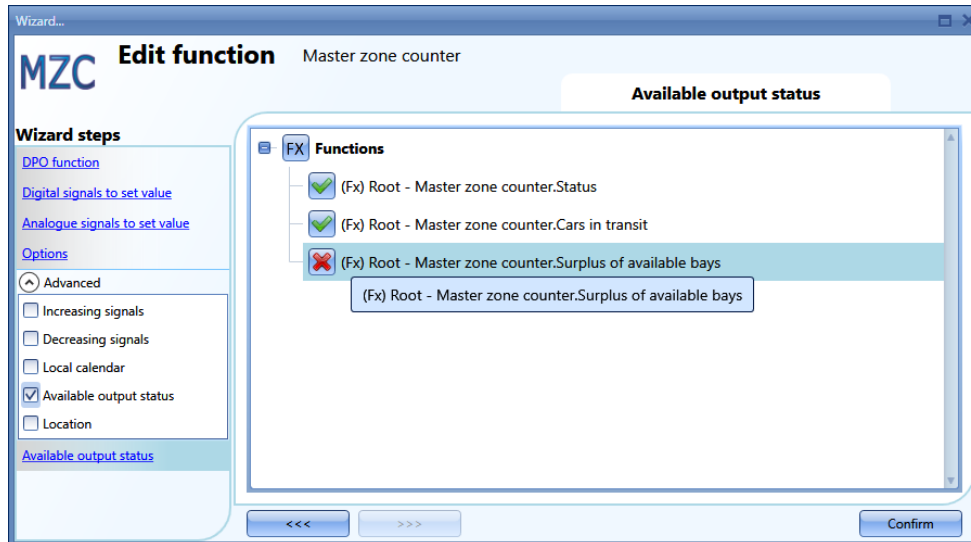 Wizard...
MZC
Edit function
Master zone counter
Available output status
Wizard steps
DPO function
Digital signals to set value
Analogue signals to set value
Options
Advanced
Increasing signals
Decreasing signals
Local calendar
Available output status
Location
Available output status
FX Functions
(Fx) Root - Master zone counter.Status
(Fx) Root - Master zone counter.Cars in transit
(Fx) Root - Master zone counter.Surplus of available bays
(Fx) Root - Master zone counter.Surplus of available bays
<<<
>>>
Confirm